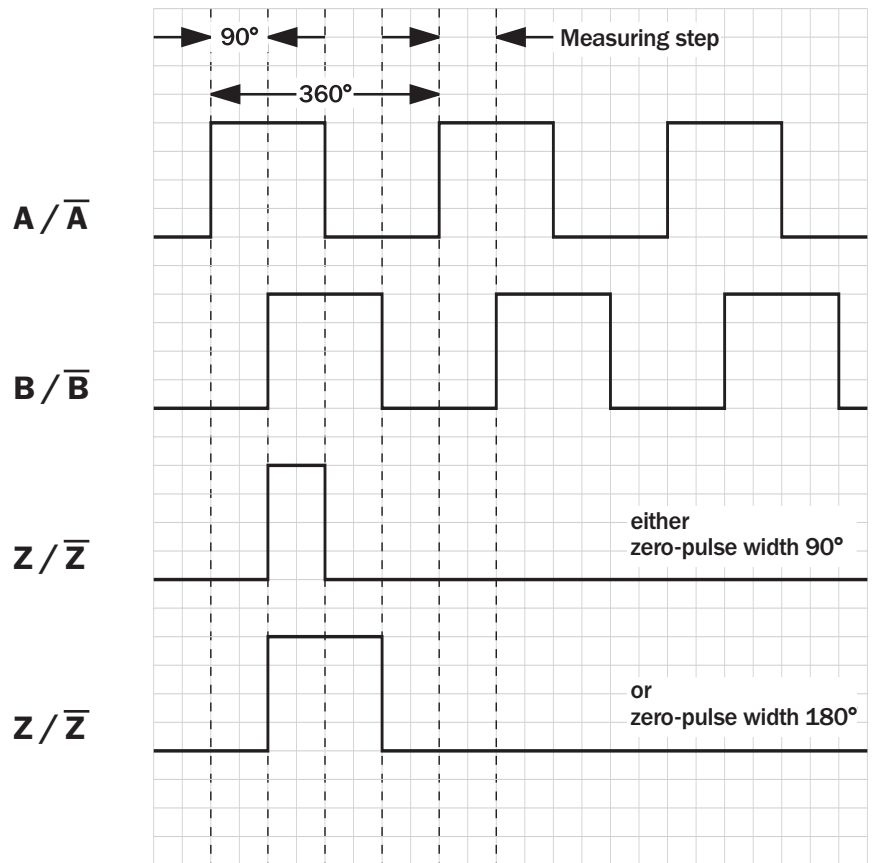 90° Measuring step
360°
A / A̅
B / B̅
Z / Z̅
either
zero-pulse width 90°
Z / Z̅
or
zero-pulse width 180°